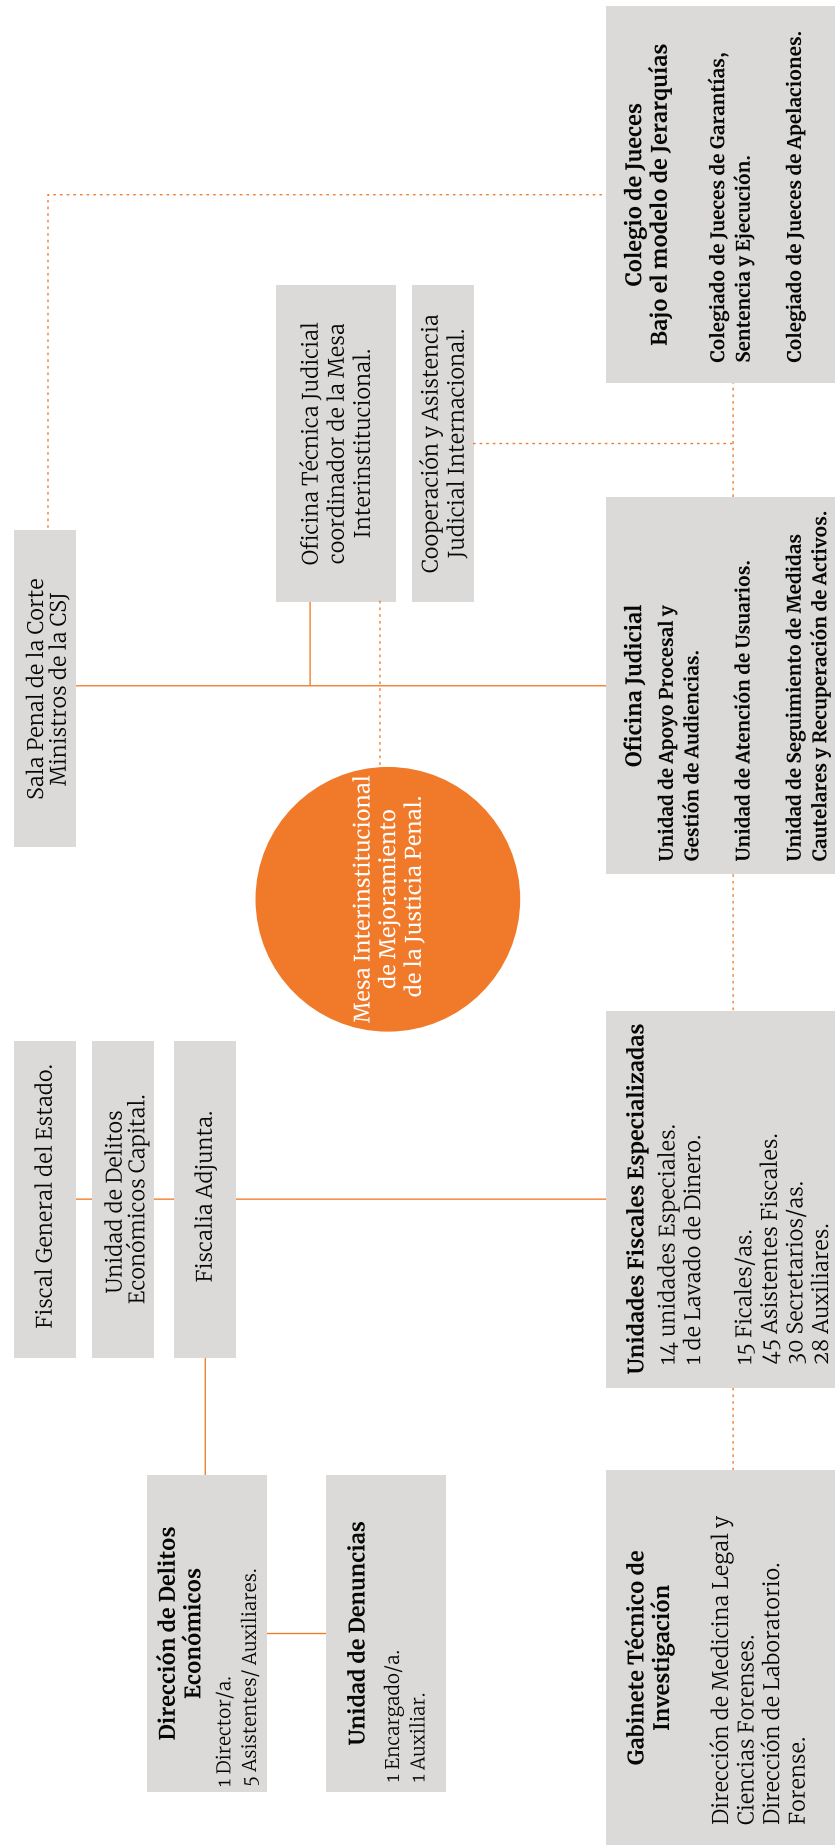 Fiscal General del Estado.
Unidad de Delitos
Económicos Capital.
Fiscalia Adjunta.
Dirección de Delitos
Económicos
1 Director/a.
5 Asistentes/ Auxiliares.
Unidad de Denuncias
1 Encargado/a.
1 Auxiliar.
Sala Penal de la Corte
Ministros de la CSJ
Oficina Técnica Judicial
coordinador de la Mesa
Interinstitucional.
Cooperación y Asistencia
Judicial Internacional.
Mesa Interinstitucional
de Mejoramiento
de la Justicia Penal.
Gabinete Técnico de
Investigación
Dirección de Medicina Legal y
Ciencias Forenses.
Dirección de Laboratorio.
Forense.
Unidades Fiscales Especializadas
14 unidades Especiales.
1 de Lavado de Dinero.
15 Ficales/as.
45 Asistentes Fiscales.
30 Secretarios/as.
28 Auxiliares.
Oficina Judicial
Unidad de Apoyo Procesal y
Gestión de Audiencias.
Unidad de Atención de Usuarios.
Unidad de Seguimiento de Medidas
Cautelares y Recuperación de Activos.
Colegio de Jueces
Bajo el modelo de Jerarquías
Colegiado de Jueces de Garantías,
Sentencia y Ejecución.
Colegiado de Jueces de Apelaciones.